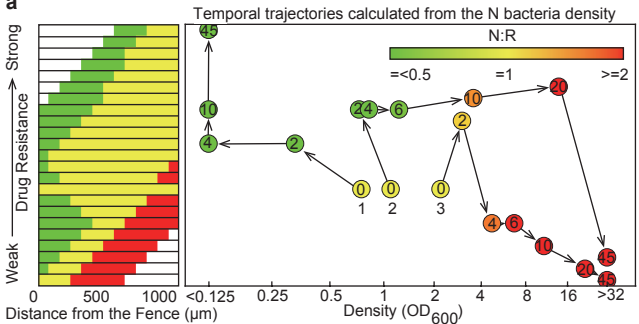 a
Temporal trajectories calculated from the N bacteria density
N:R
=<0.5 =1 >=2
Weak → Strong
Drug Resistance
45
10
4
2
2 4 6
10
20
2
0 0 0
1 2 3
4 6
10
20
45
45
0 500 1000
Distance from the Fence (μm)
<0.125 0.25 0.5 1 2 4 8 16 >32
Density (OD600)